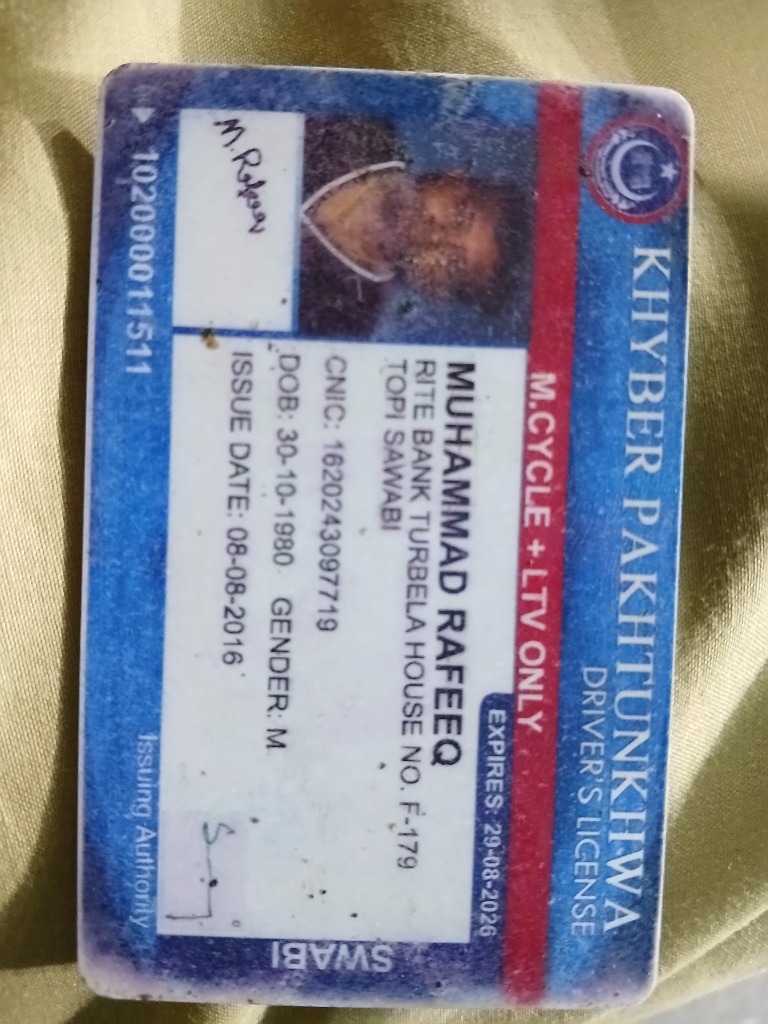 KHYBER PAKHTUNKHWA
DRIVER'S LICENSE
M.CYCLE + LTV ONLY
EXPIRES: 29-08-2026
MUHAMMAD RAFEEQ
RITE BANK TURBELA HOUSE NO. F-179
TOPI SAWABI
CNIC: 1620243097719
DOB: 30-10-1980 GENDER: M
ISSUE DATE: 08-08-2016
M. Rafeeq
SWABI
102000011511
Issuing Authority